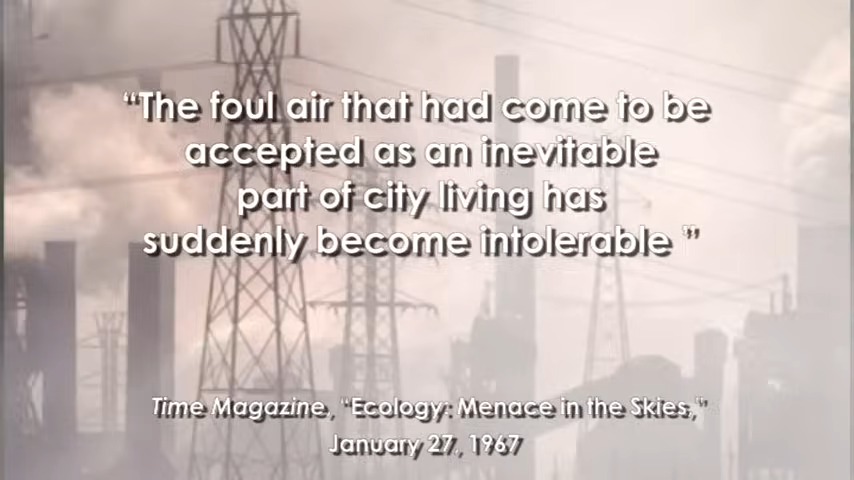 “The foul air that had come to be
accepted as an inevitable
part of city living has
suddenly become intolerable ”
Time Magazine, “Ecology: Menace in the Skies,”
January 27, 1967